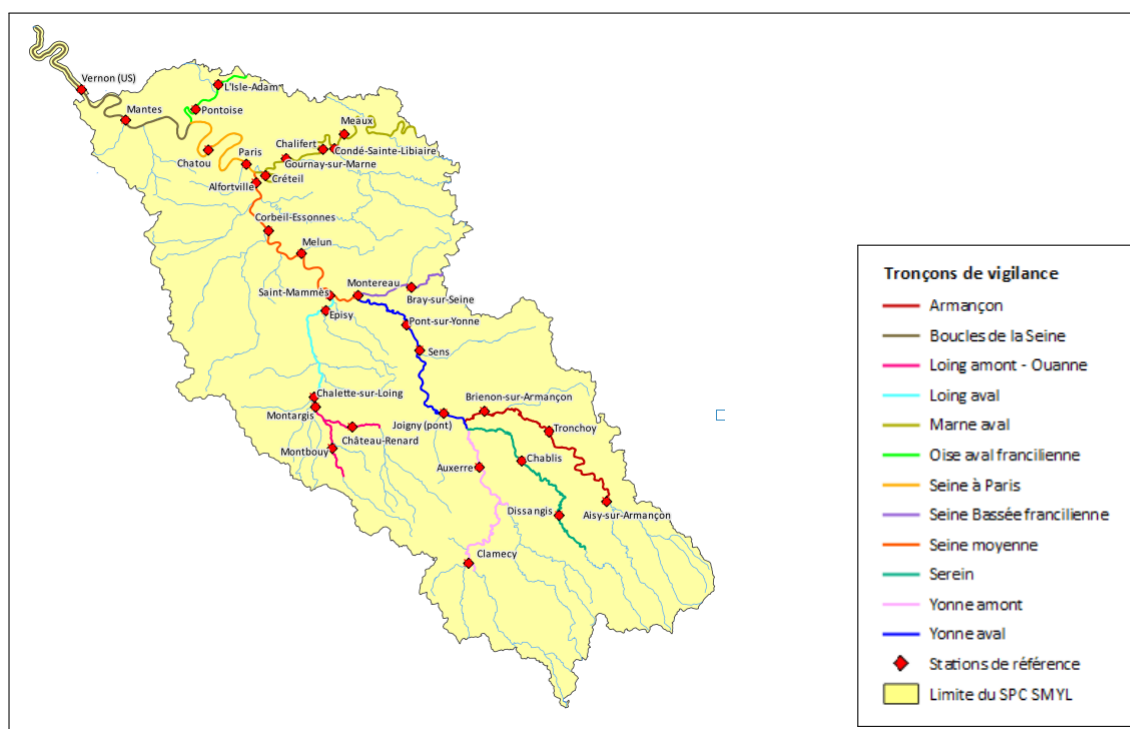 Vernon (US)
L'Isle-Adam
Mantes
Pontoise
Meaux
Chalifert
Paris
Condé-Sainte-Libiaire
Chatou
Gournay-sur-Marne
Créteil
Alfortville
Corbeil-Essonnes
Melun
Montereau
Saint-Mammès
Bray-sur-Seine
Episy
Pont-sur-Yonne
Sens
Chalette-sur-Loing
Brienon-sur-Armançon
Montargis
Joigny (pont)
Tronchoy
Château-Renard
Montbouy
Chablis
Auxerre
Dissangis
Aisy-sur-Armançon
Clamecy
Tronçons de vigilance
Armançon
Boucles de la Seine
Loing amont - Ouanne
Loing aval
Marne aval
Oise aval francilienne
Seine à Paris
Seine Bassée francilienne
Seine moyenne
Serein
Yonne amont
Yonne aval
Stations de référence
Limite du SPC SMYL